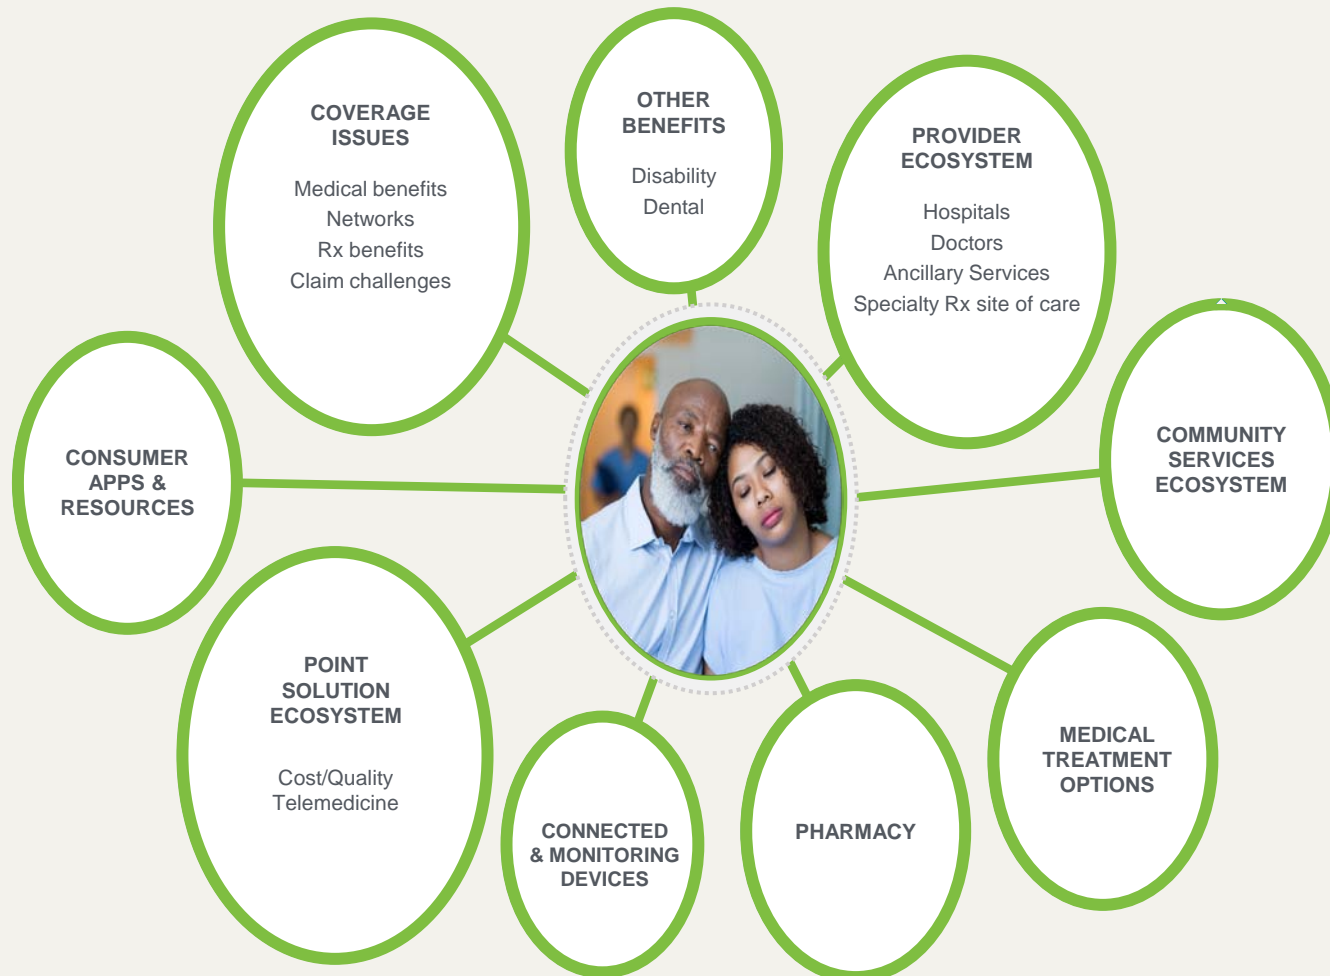 COVERAGE
ISSUES
Medical benefits
Networks
Rx benefits
Claim challenges
OTHER
BENEFITS
Disability
Dental
PROVIDER
ECOSYSTEM
Hospitals
Doctors
Ancillary Services
Specialty Rx site of care
CONSUMER
APPS &
RESOURCES
COMMUNITY
SERVICES
ECOSYSTEM
POINT
SOLUTION
ECOSYSTEM
Cost/Quality
Telemedicine
CONNECTED
& MONITORING
DEVICES
PHARMACY
MEDICAL
TREATMENT
OPTIONS